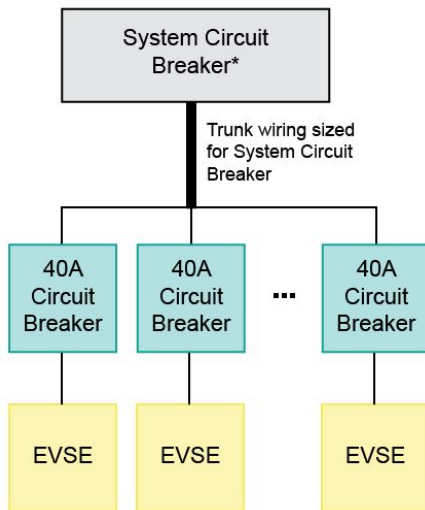 System Circuit
Breaker*
Trunk wiring sized
for System Circuit
Breaker
40A
Circuit
Breaker
40A
Circuit
Breaker
...
40A
Circuit
Breaker
EVSE
EVSE
EVSE